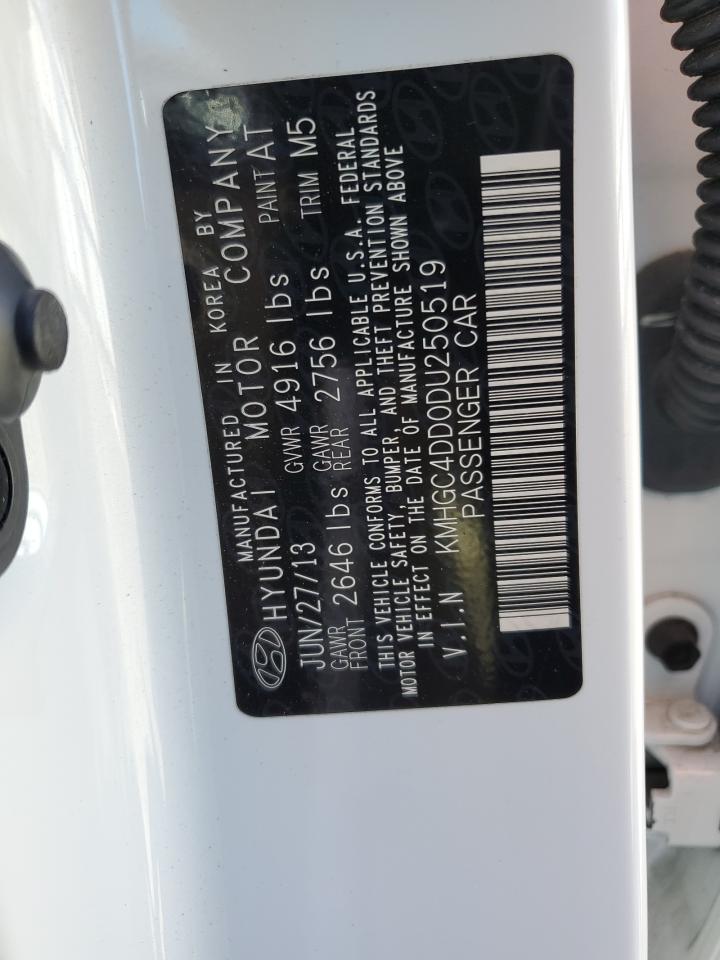 MANUFACTURED IN KOREA BY
HYUNDAI MOTOR COMPANY
JUN/27/13 GVWR 4916 lbs PAINT AT
GAWR FRONT 2646 lbs GAWR REAR 2756 lbs TRIM M5
THIS VEHICLE CONFORMS TO ALL APPLICABLE U.S.A. FEDERAL
MOTOR VEHICLE SAFETY, BUMPER, AND THEFT PREVENTION STANDARDS
IN EFFECT ON THE DATE OF MANUFACTURE SHOWN ABOVE
V.I.N KMHGC4DD0DU250519
PASSENGER CAR